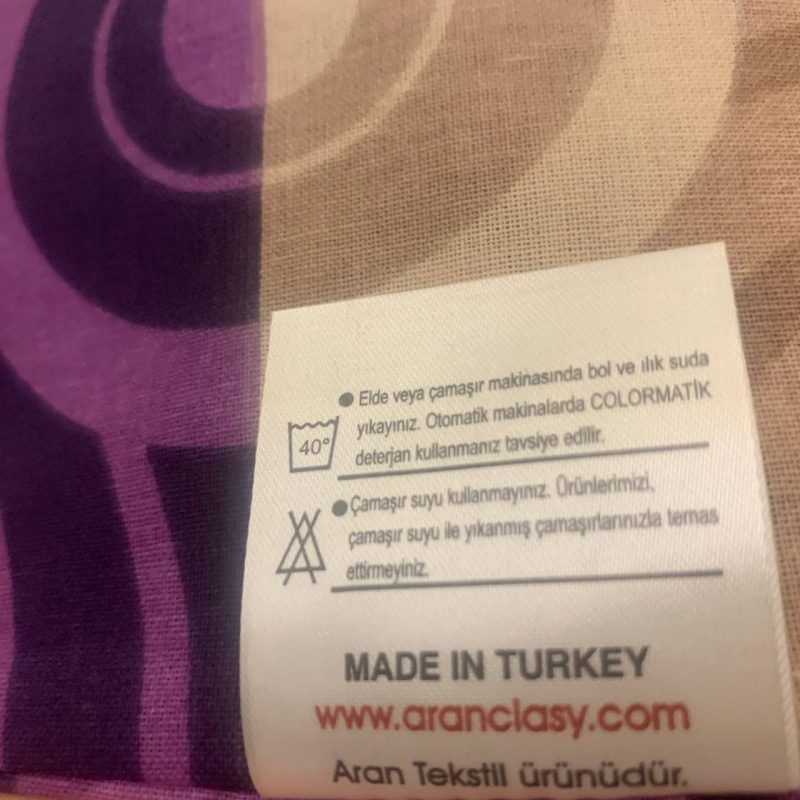 ● Elde veya çamaşır makinasında bol ve ılık suda
yıkayınız. Otomatik makinalarda COLORMATİK
deterjan kullanmanız tavsiye edilir.
40°
● Çamaşır suyu kullanmayınız. Ürünlerimizi,
çamaşır suyu ile yıkanmış çamaşırlarınızla temas
ettirmeyiniz.
MADE IN TURKEY
www.aranclasy.com
Aran Tekstil ürünüdür.